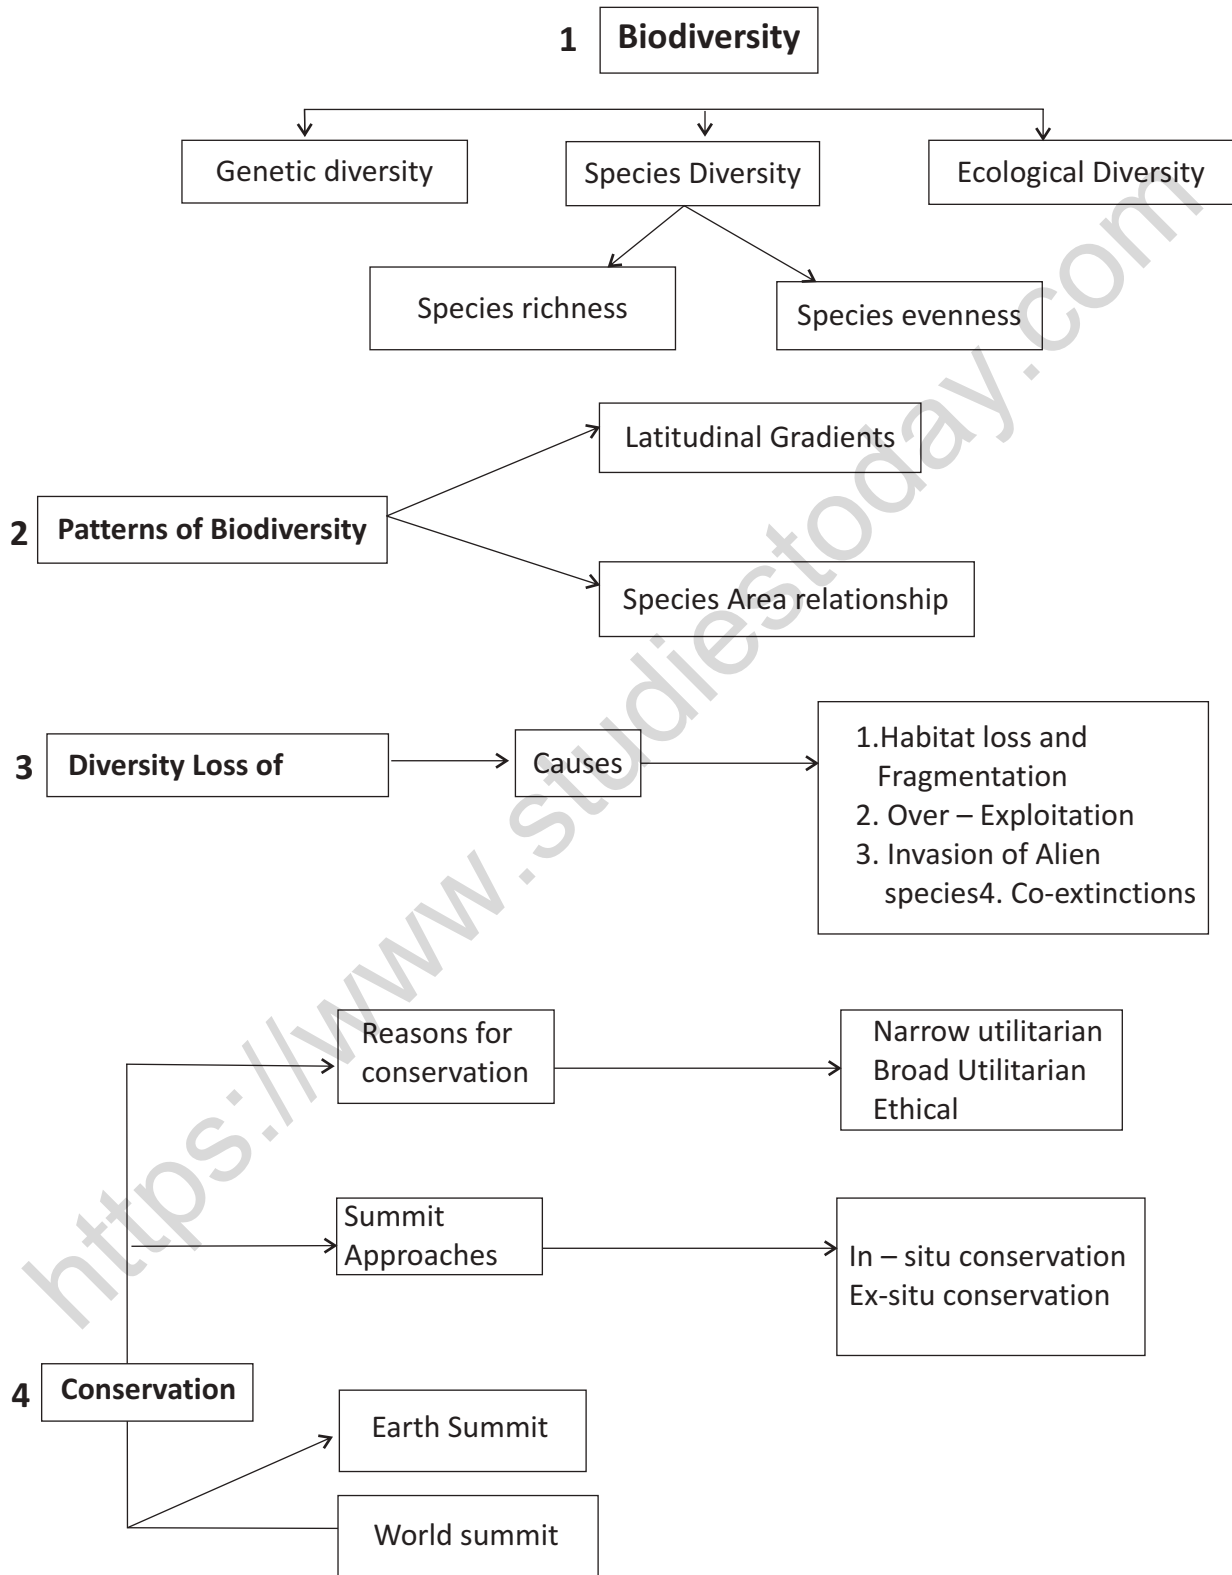 1 Biodiversity
Genetic diversity
Species Diversity
Ecological Diversity
Species richness
Species evenness
Latitudinal Gradients
2 Patterns of Biodiversity
Species Area relationship
3 Diversity Loss of
Causes
1.Habitat loss and
Fragmentation
2. Over – Exploitation
3. Invasion of Alien
species4. Co-extinctions
Reasons for
conservation
Narrow utilitarian
Broad Utilitarian
Ethical
Summit
Approaches
In – situ conservation
Ex-situ conservation
4 Conservation
Earth Summit
World summit
https://www.studiestoday.com